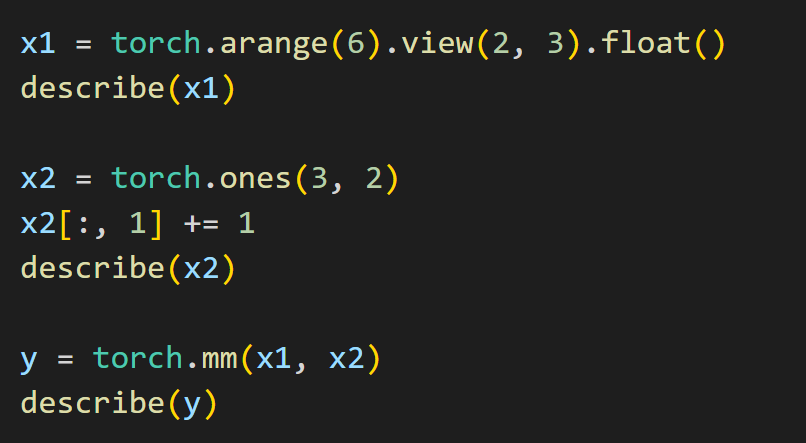 x1 = torch.arange(6).view(2, 3).float()
describe(x1)
x2 = torch.ones(3, 2)
x2[:, 1] += 1
describe(x2)
y = torch.mm(x1, x2)
describe(y)